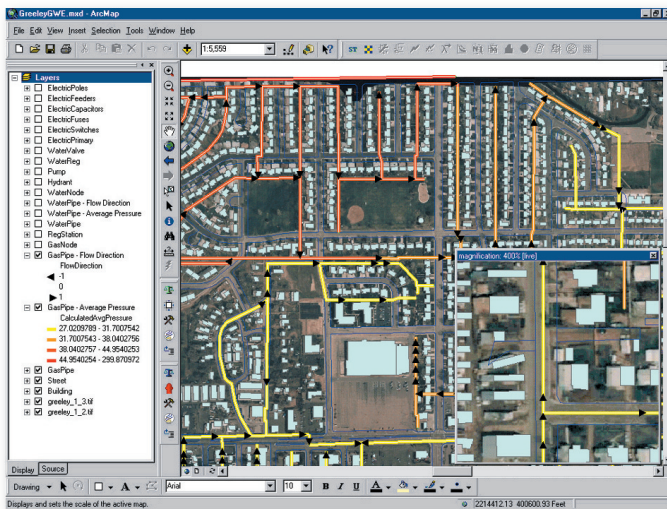 GreeleyGWE.mxd - ArcMap
File Edit View Insert Selection Tools Window Help
1:5,559
Layers
ElectricPoles
ElectricFeeders
ElectricCapacitors
ElectricFuses
ElectricSwitches
ElectricPrimary
WaterValve
WaterReg
Pump
Hydrant
WaterNode
WaterPipe - Flow Direction
WaterPipe - Average Pressure
WaterPipe
RegStation
GasNode
GasPipe - Flow Direction
FlowDirection
-1
0
1
GasPipe - Average Pressure
CalculatedAvgPressure
27.0209789 - 31.7007542
31.7007543 - 38.0402756
38.0402757 - 44.9540253
44.9540254 - 299.870972
GasPipe
Street
Building
greeley_1_3.tif
greeley_1_2.tif
magnification: 400% (live)
Display Source
Drawing
A
Arial
10
B I U A
Displays and sets the scale of the active map.
2214412.13 400600.93 Feet